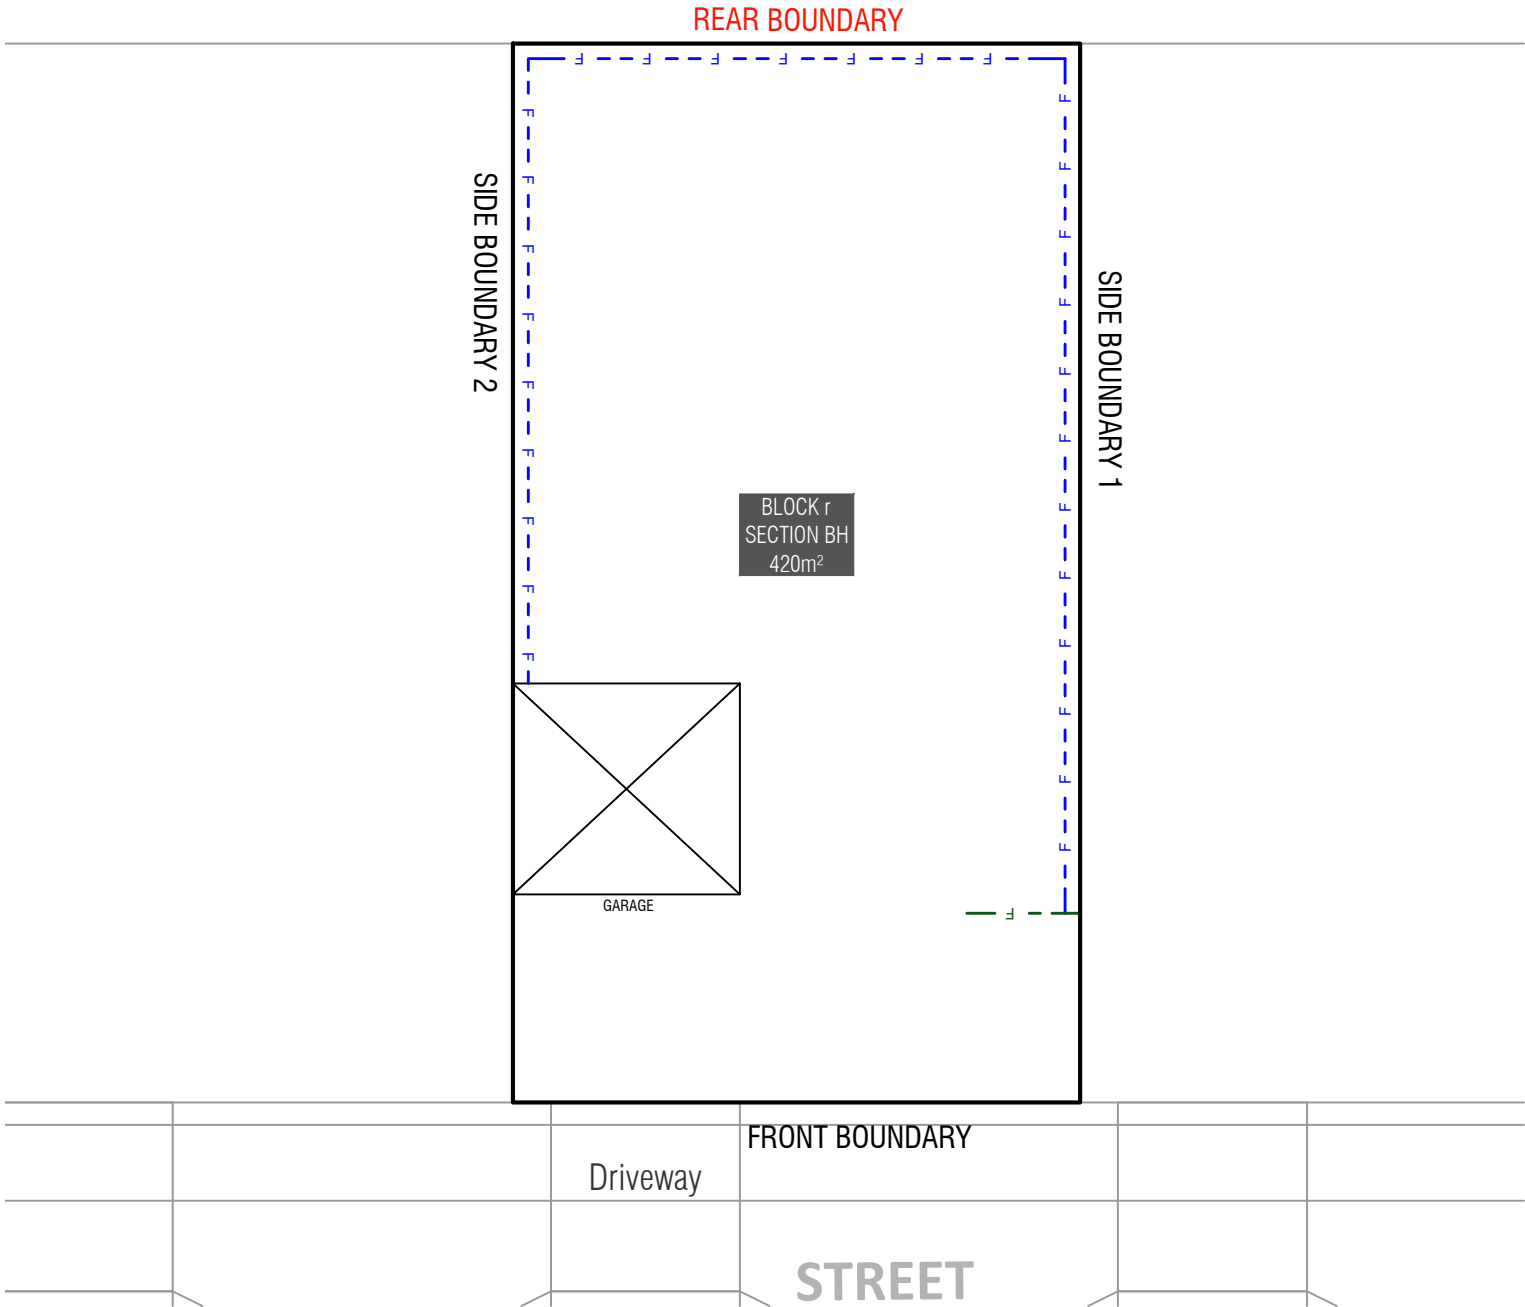 REAR BOUNDARY
F F F F F F F
SIDE BOUNDARY 2
F F F F F F F F F
SIDE BOUNDARY 1
F F F F F F F F F F F F
BLOCK r
SECTION BH
420m²
GARAGE
F
FRONT BOUNDARY
Driveway
STREET